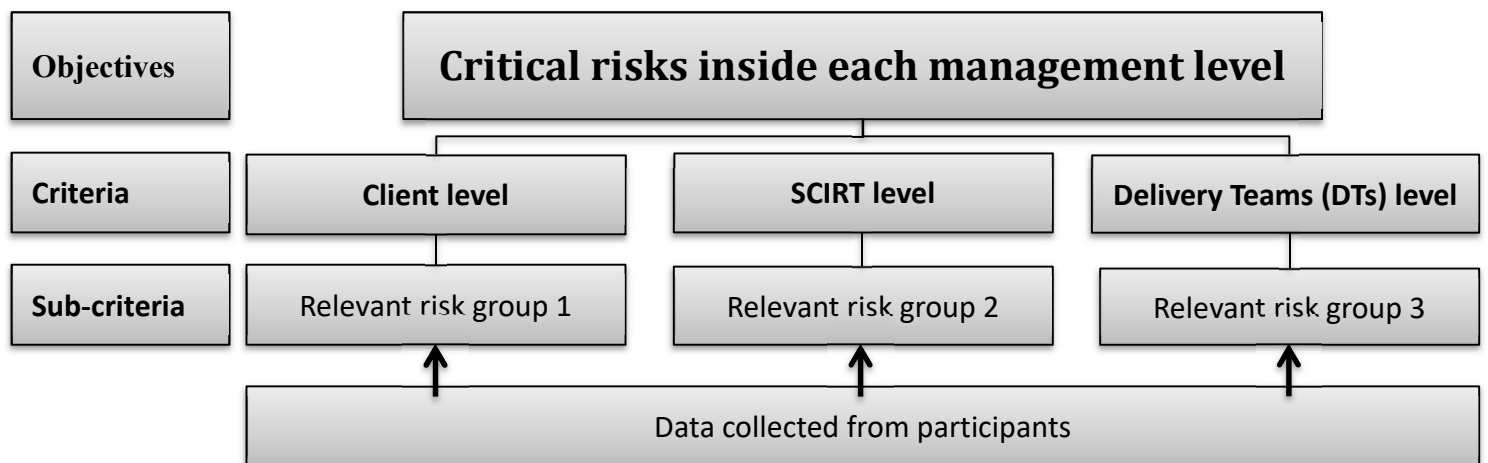 Objectives
Critical risks inside each management level
Criteria
Client level
SCIRT level
Delivery Teams (DTs) level
Sub-criteria
Relevant risk group 1
Relevant risk group 2
Relevant risk group 3
Data collected from participants